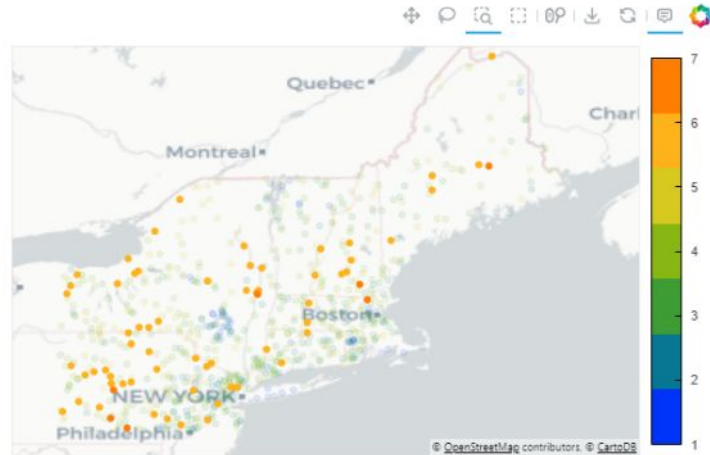 Quebec
Charl
Montreal
Boston
NEW YORK
Philadelphia
© OpenStreetMap contributors, © CartoDB
7
6
5
4
3
2
1